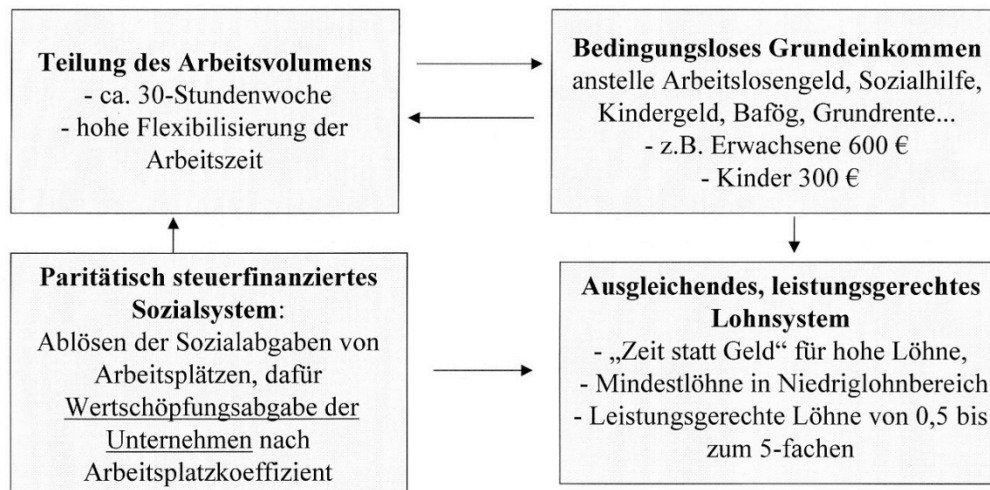 Teilung des Arbeitsvolumens
- ca. 30-Stundenwoche
- hohe Flexibilisierung der
Arbeitszeit
Bedingungsloses Grundeinkommen
anstelle Arbeitslosengeld, Sozialhilfe,
Kindergeld, Bafög, Grundrente...
- z.B. Erwachsene 600 €
- Kinder 300 €
Paritätisch steuerfinanziertes
Sozialsystem:
Ablösen der Sozialabgaben von
Arbeitsplätzen, dafür
Wertschöpfungsabgabe der
Unternehmen nach
Arbeitsplatzkoeffizient
Ausgleichendes, leistungsgerechtes
Lohnsystem
- „Zeit statt Geld“ für hohe Löhne,
- Mindestlöhne in Niedriglohnbereich
- Leistungsgerechte Löhne von 0,5 bis
zum 5-fachen